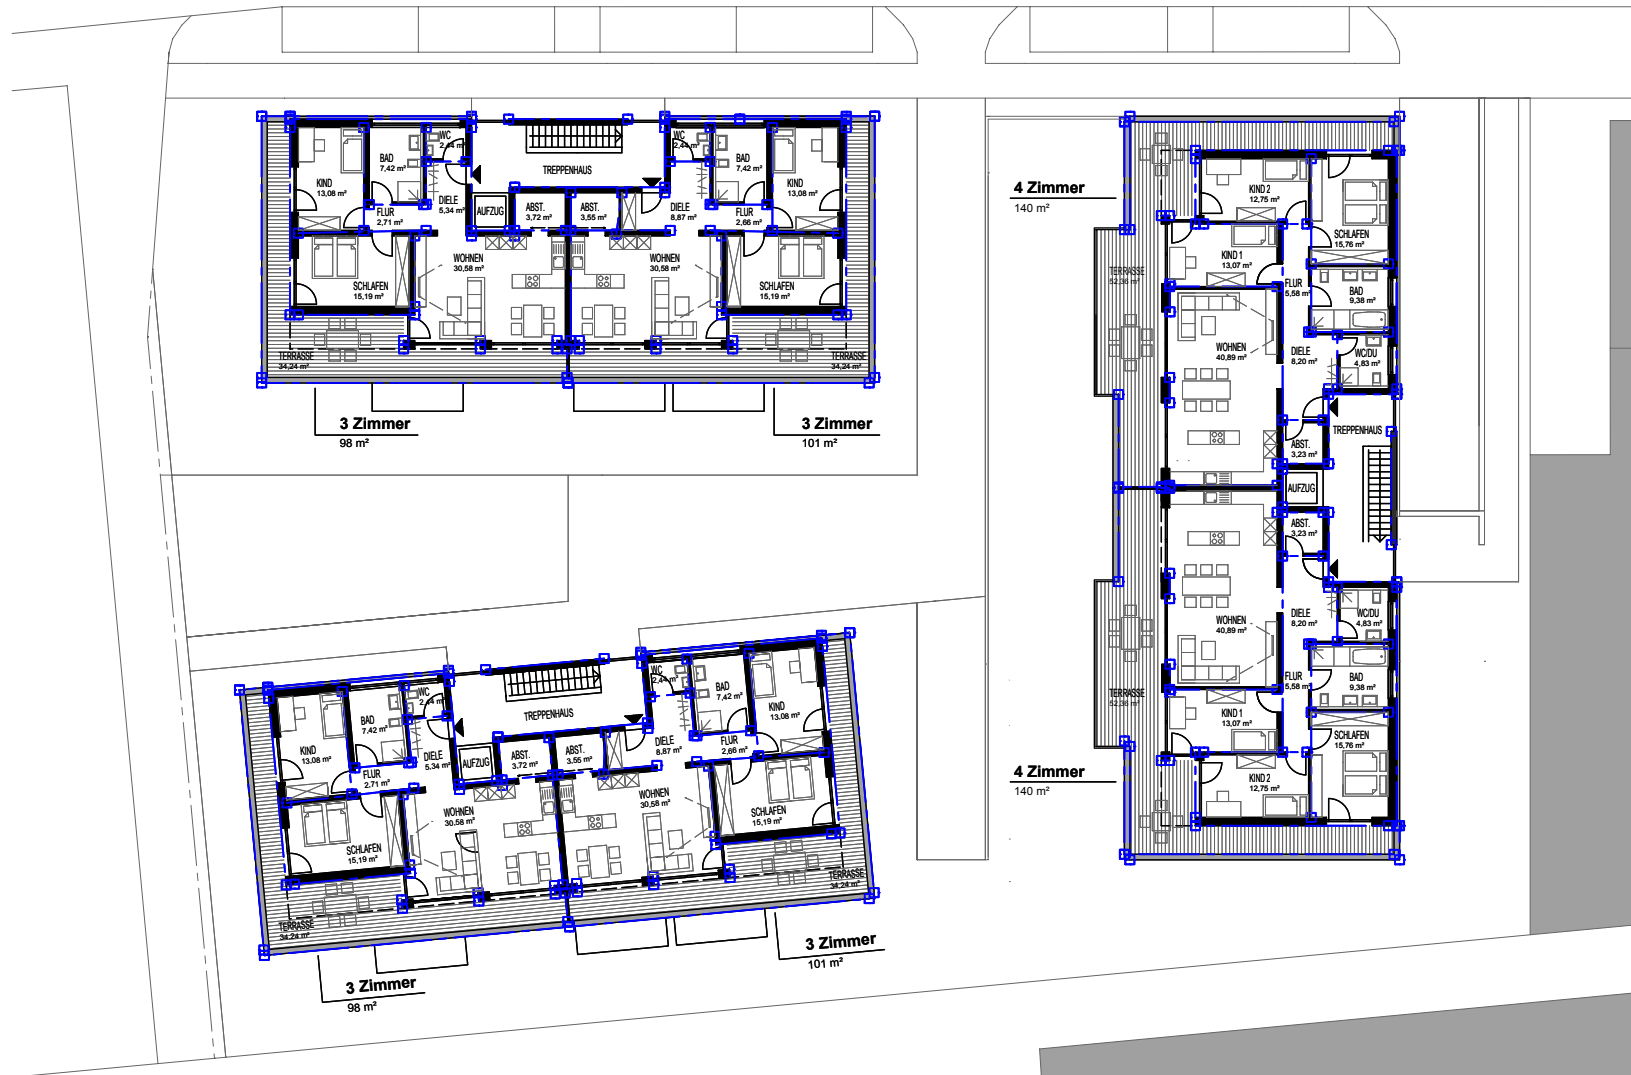 WC
2,44 m²
BAD
7,42 m²
KIND
13,08 m²
TREPPENHAUS
DIELE
5,34 m²
FLUR
2,71 m²
AUFZUG
ABST.
3,72 m²
ABST.
3,55 m²
WC
2,44 m²
BAD
7,42 m²
KIND
13,08 m²
DIELE
8,87 m²
FLUR
2,66 m²
WOHNEN
30,58 m²
WOHNEN
30,58 m²
SCHLAFEN
15,19 m²
SCHLAFEN
15,19 m²
TERRASSE
34,24 m²
TERRASSE
34,24 m²
3 Zimmer
98 m²
3 Zimmer
101 m²
4 Zimmer
140 m²
KIND 2
12,75 m²
SCHLAFEN
15,76 m²
KIND 1
13,07 m²
TERRASSE
52,36 m²
FLUR
5,58 m²
BAD
9,38 m²
WOHNEN
40,89 m²
DIELE
8,20 m²
WC/DU
4,83 m²
TREPPENHAUS
ABST.
3,23 m²
AUFZUG
ABST.
3,23 m²
DIELE
8,20 m²
WC/DU
4,83 m²
WOHNEN
40,89 m²
FLUR
5,58 m²
BAD
9,38 m²
TERRASSE
52,36 m²
KIND 1
13,07 m²
SCHLAFEN
15,76 m²
KIND 2
12,75 m²
4 Zimmer
140 m²
WC
2,44 m²
BAD
7,42 m²
KIND
13,08 m²
TREPPENHAUS
DIELE
5,34 m²
FLUR
2,71 m²
AUFZUG
ABST.
3,72 m²
ABST.
3,55 m²
WC
2,44 m²
BAD
7,42 m²
KIND
13,08 m²
DIELE
8,87 m²
FLUR
2,66 m²
WOHNEN
30,58 m²
WOHNEN
30,58 m²
SCHLAFEN
15,19 m²
SCHLAFEN
15,19 m²
TERRASSE
34,24 m²
TERRASSE
34,24 m²
3 Zimmer
98 m²
3 Zimmer
101 m²